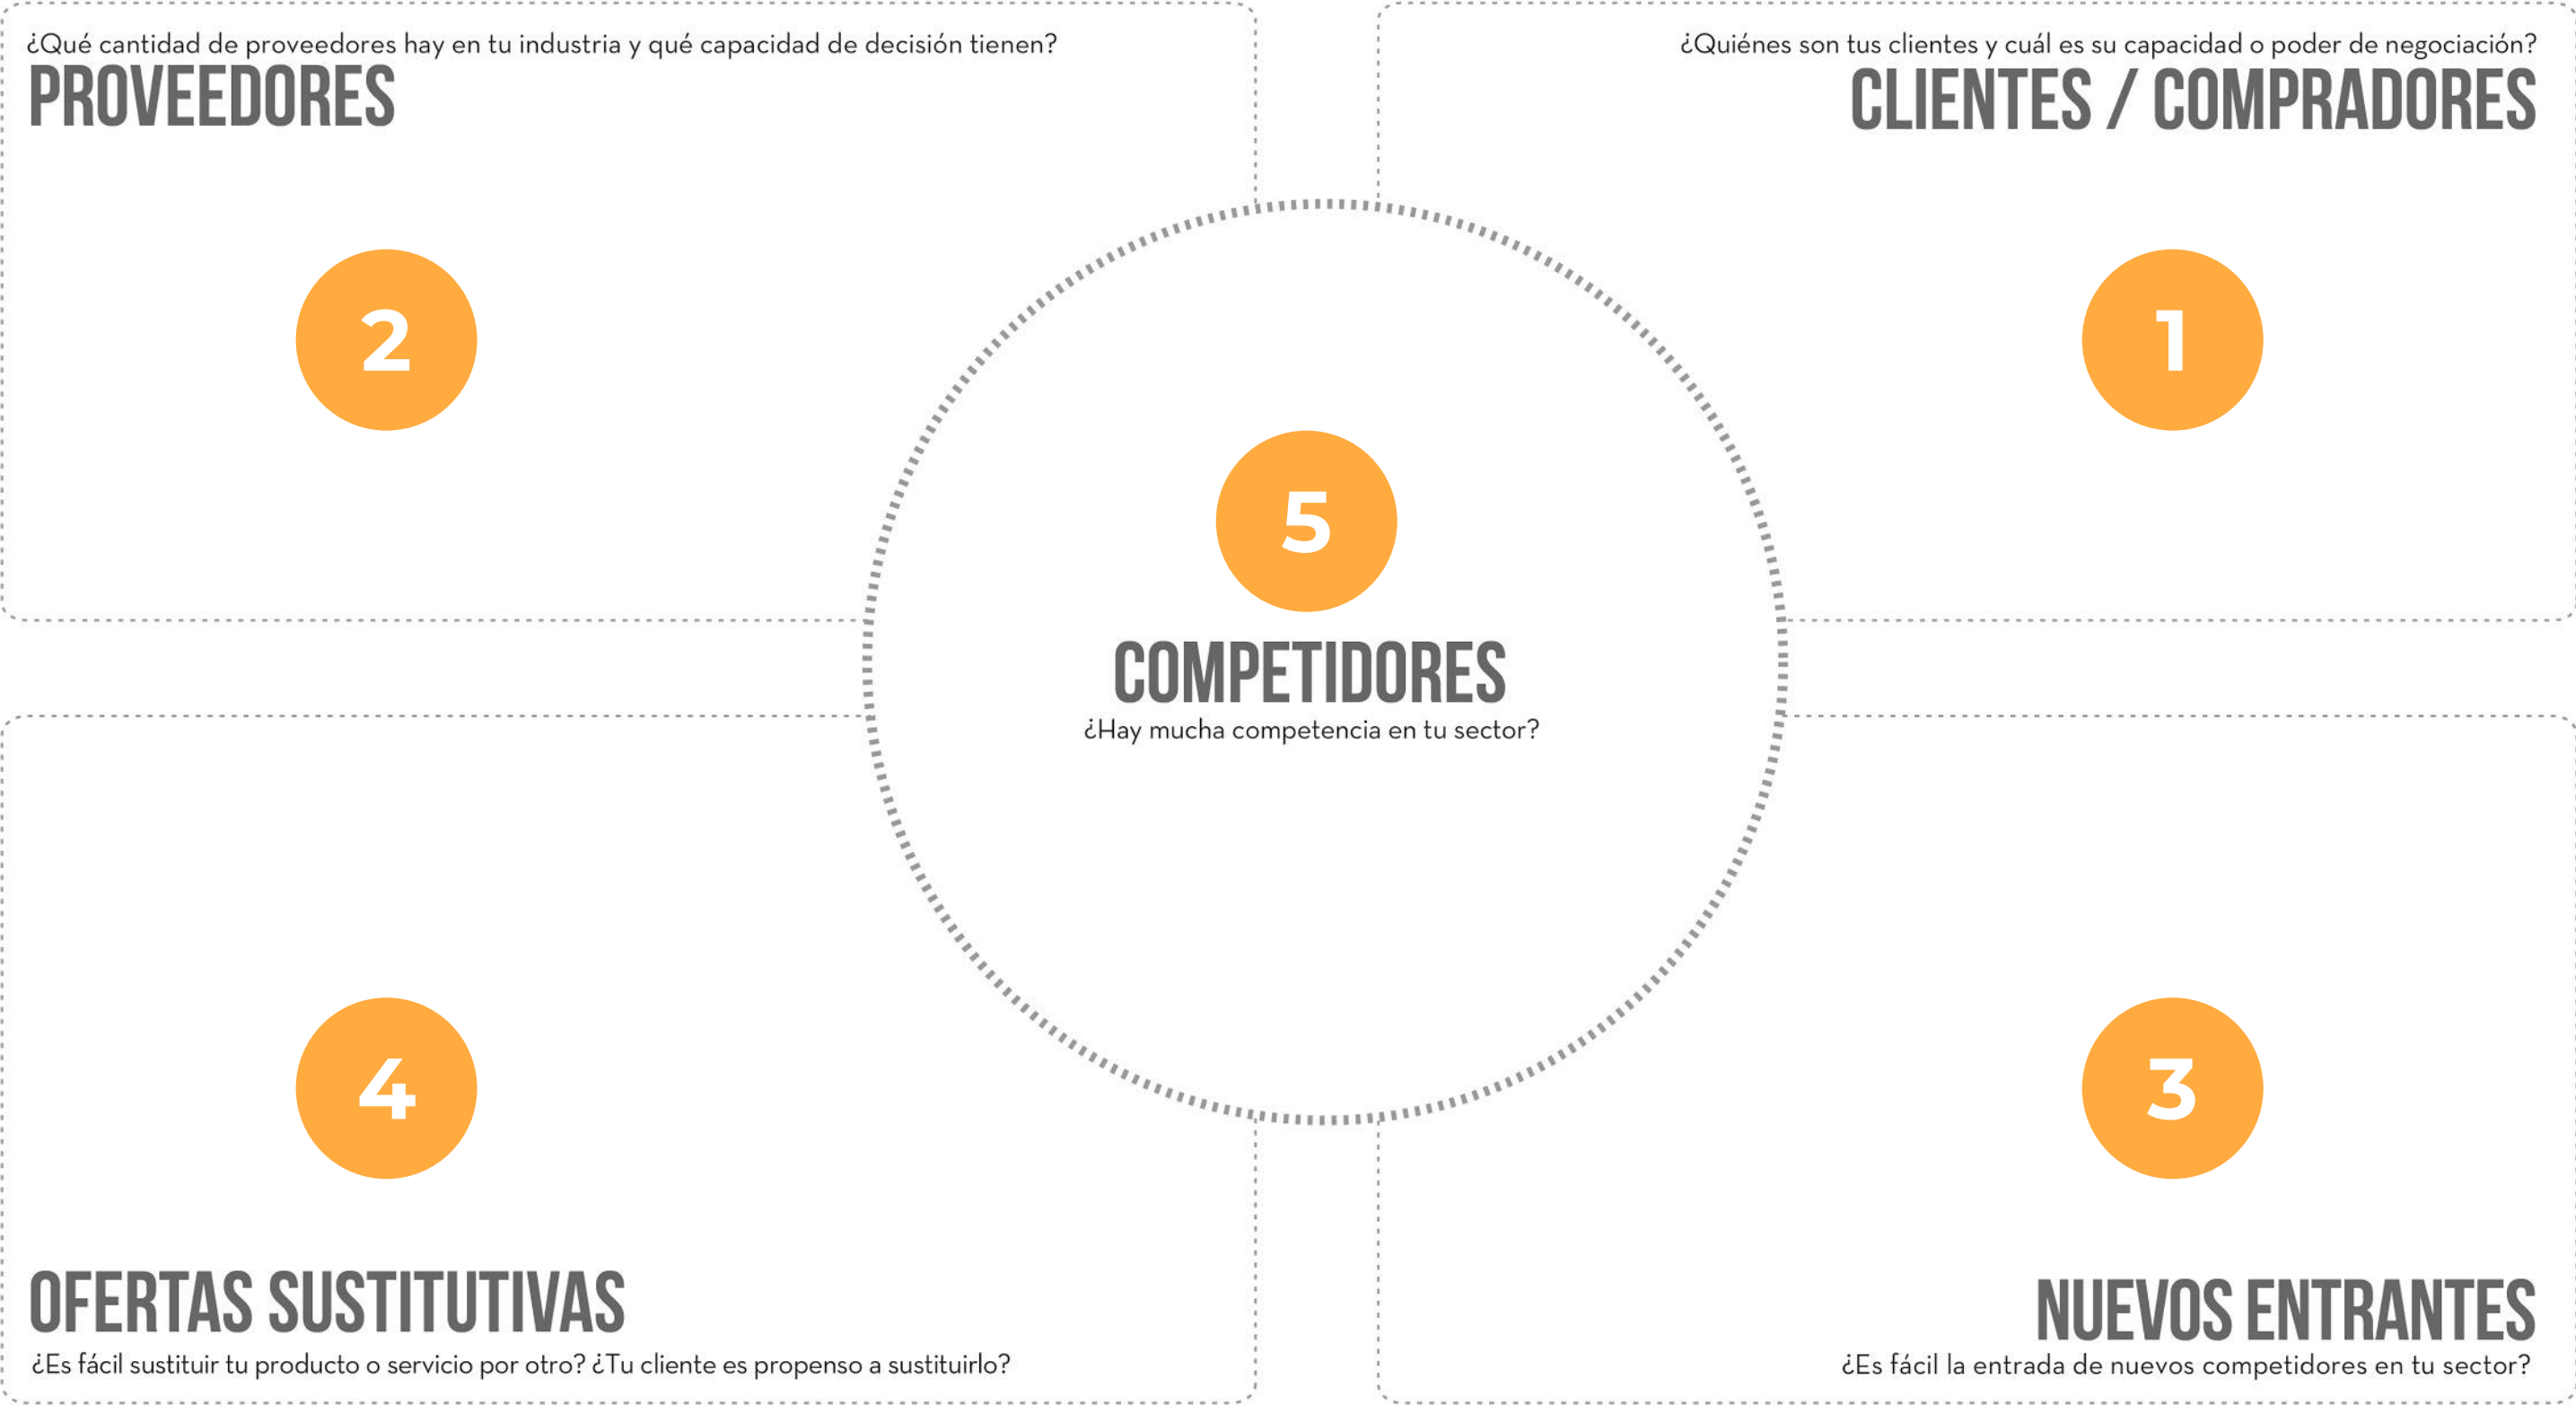 ¿Qué cantidad de proveedores hay en tu industria y qué capacidad de decisión tienen?
PROVEEDORES
2
¿Quiénes son tus clientes y cuál es su capacidad o poder de negociación?
CLIENTES / COMPRADORES
1
5
COMPETIDORES
¿Hay mucha competencia en tu sector?
4
OFERTAS SUSTITUTIVAS
¿Es fácil sustituir tu producto o servicio por otro? ¿Tu cliente es propenso a sustituirlo?
3
NUEVOS ENTRANTES
¿Es fácil la entrada de nuevos competidores en tu sector?